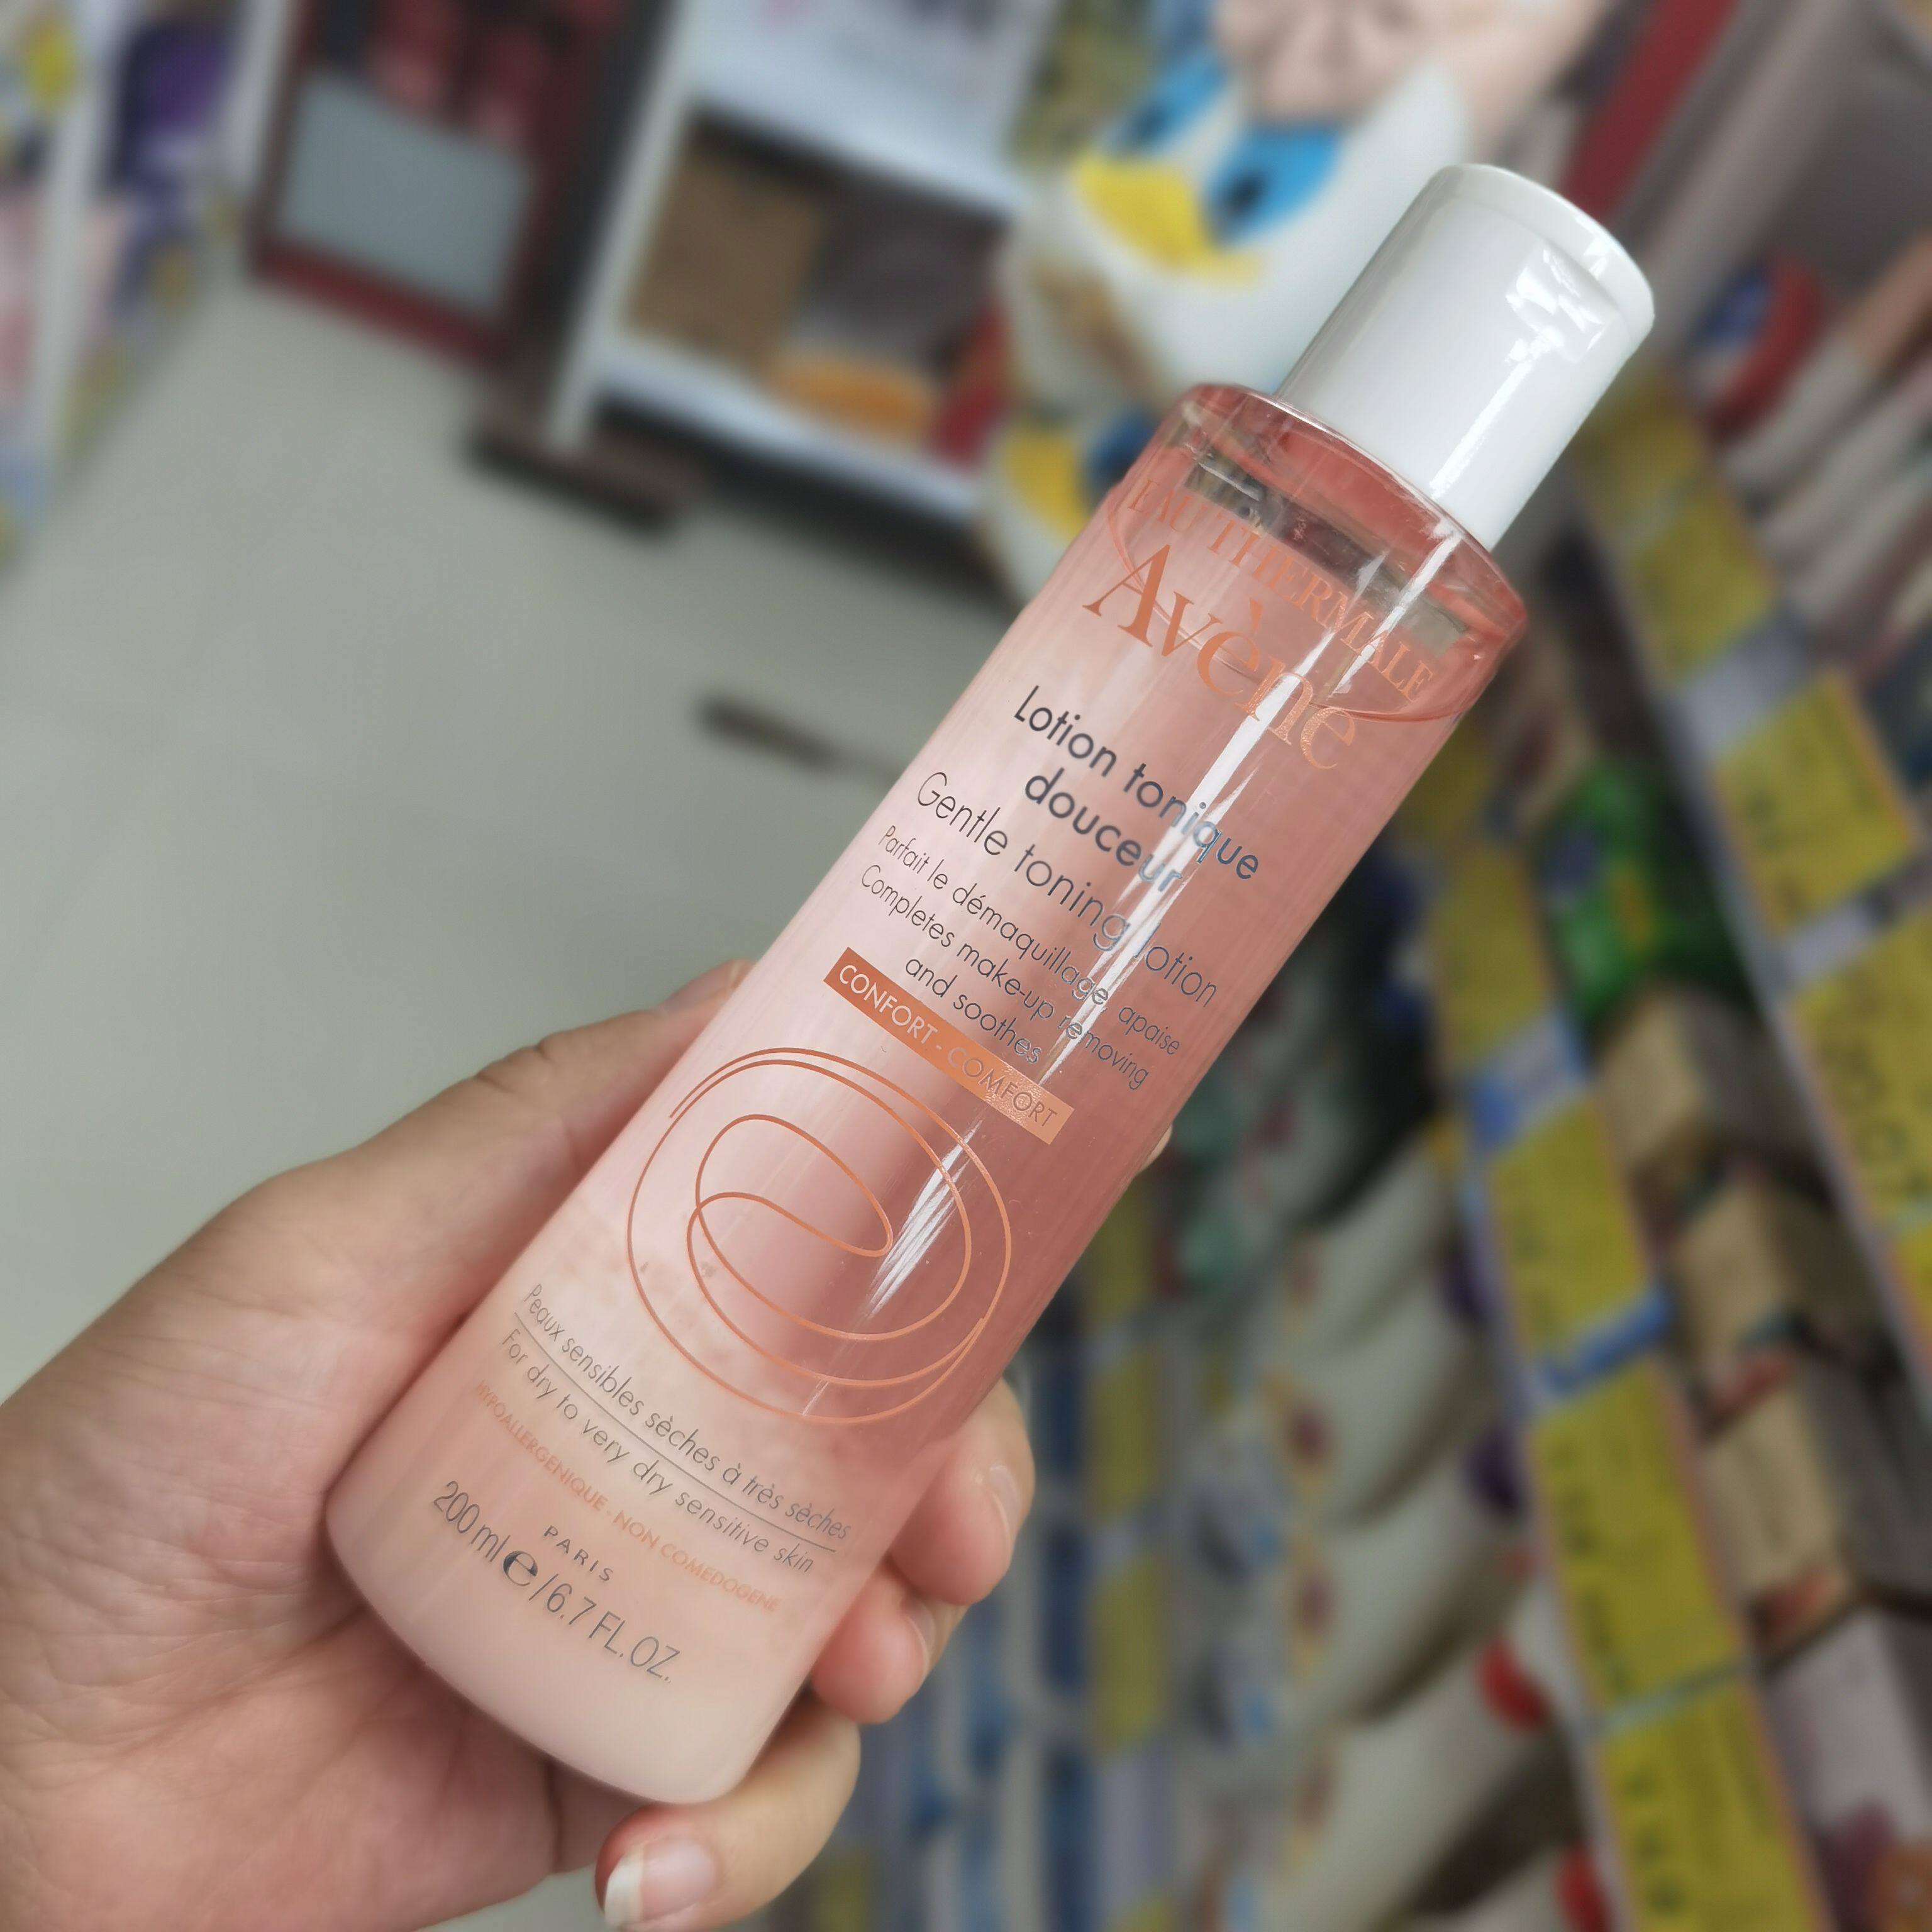 EAU THERMALE
Avène
Lotion tonique
douceur
Gentle toning lotion
Parfait le démaquillage, apaise
Completes make-up removing
and soothes
CONFORT - COMFORT
Peaux sensibles sèches à très sèches
For dry to very dry sensitive skin
HYPOALLERGENIQUE - NON COMEDOGENE
PARIS
200 ml e / 6.7 FL.OZ.